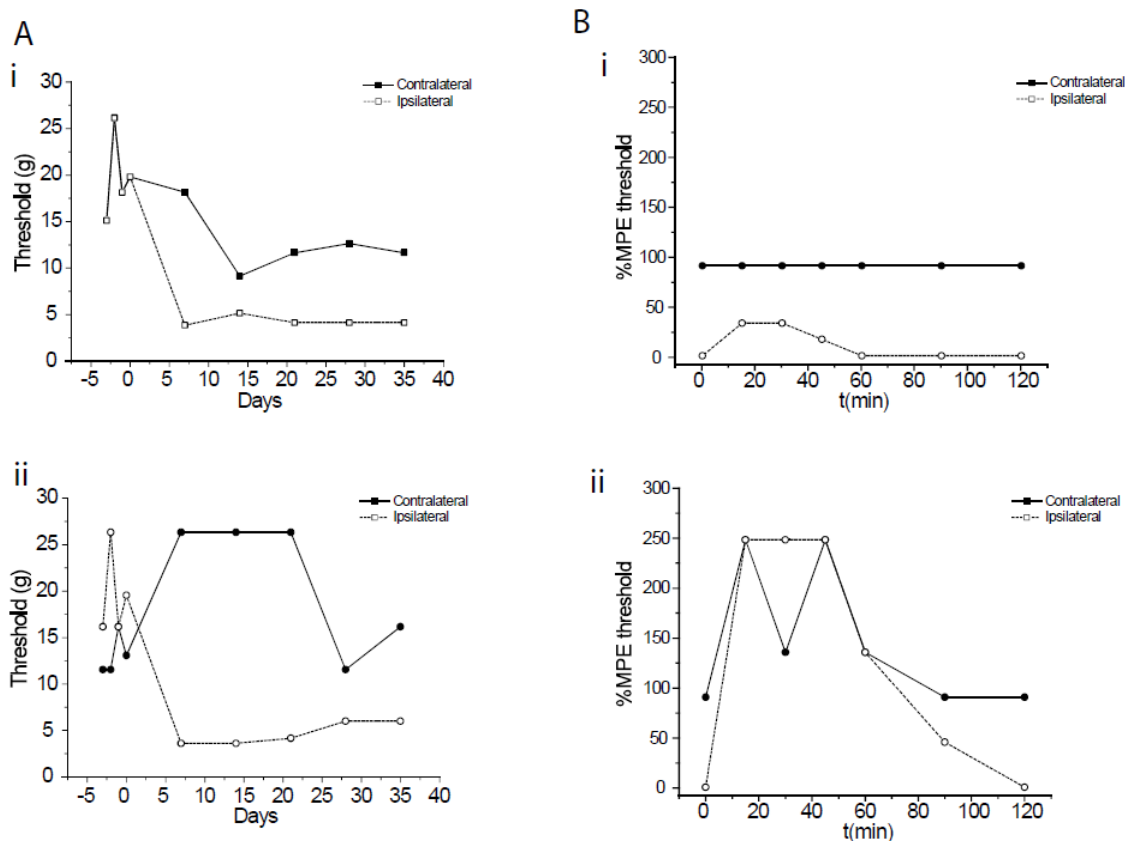 A
i
30
25
20
15
10
5
0
Threshold (g)
Contralateral
Ipsilateral
-5 0 5 10 15 20 25 30 35 40
Days
B
i
300
250
200
150
100
50
0
%MPE threshold
Contralateral
Ipsilateral
0 20 40 60 80 100 120
t(min)
ii
30
25
20
15
10
5
0
Threshold (g)
Contralateral
Ipsilateral
-5 0 5 10 15 20 25 30 35 40
Days
ii
300
250
200
150
100
50
0
%MPE threshold
Contralateral
Ipsilateral
0 20 40 60 80 100 120
t(min)